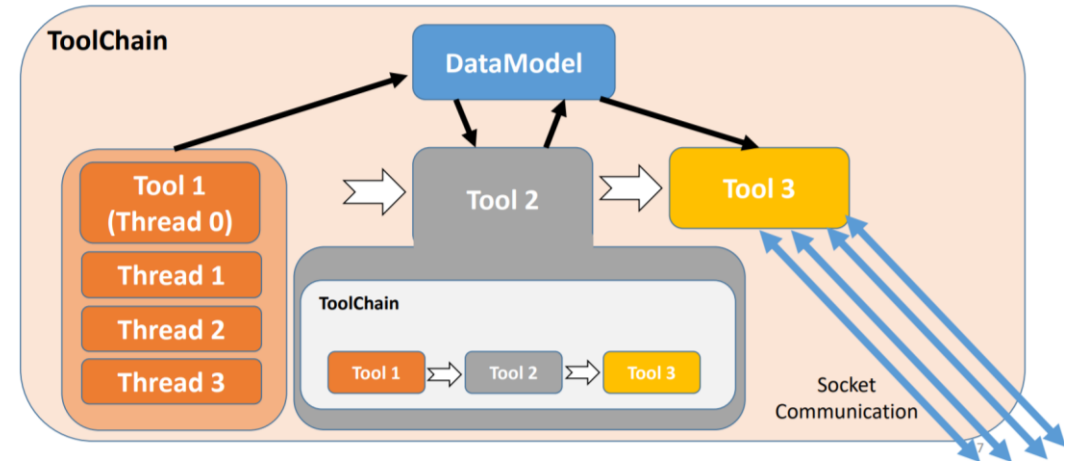 ToolChain
DataModel
Tool 1
(Thread 0)
Thread 1
Thread 2
Thread 3
Tool 2
Tool 3
ToolChain
Tool 1
Tool 2
Tool 3
Socket
Communication
7